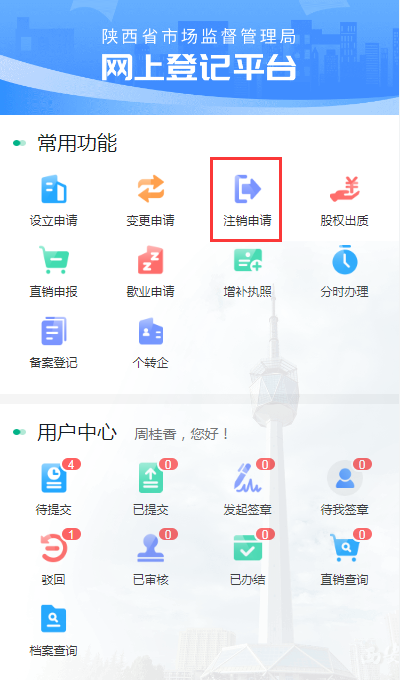 陕西省市场监督管理局
网上登记平台
常用功能
设立申请 变更申请 注销申请 股权出质
直销申报 歇业申请 增补执照 分时办理
备案登记 个转企
用户中心 周桂香，您好！
4 0 0 0
待提交 已提交 发起签章 待我签章
1 0 0 0
驳回 已审核 已办结 直销查询
档案查询